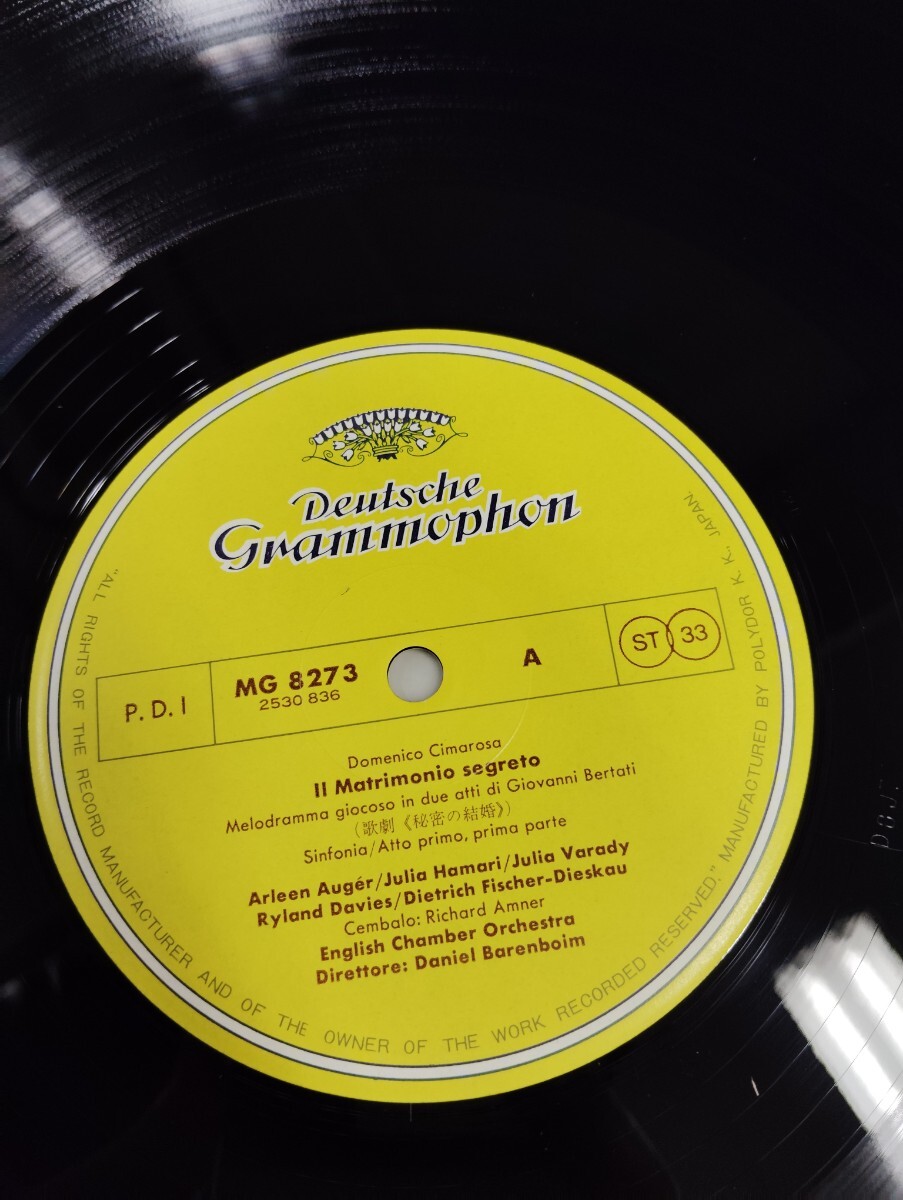 Deutsche
Grammophon
P. D. I
MG 8273
2530 836
A
ST 33
Domenico Cimarosa
Il Matrimonio segreto
Melodramma giocoso in due atti di Giovanni Bertati
(歌劇《秘密の結婚》)
Sinfonia/Atto primo, prima parte
Arleen Augér/Julia Hamari/Julia Varady
Ryland Davies/Dietrich Fischer-Dieskau
Cembalo: Richard Amner
English Chamber Orchestra
Direttore: Daniel Barenboim
"ALL RIGHTS OF THE RECORD MANUFACTURER AND OF THE OWNER OF THE WORK RECORDED RESERVED." MANUFACTURED BY POLYDOR K. K., JAPAN.